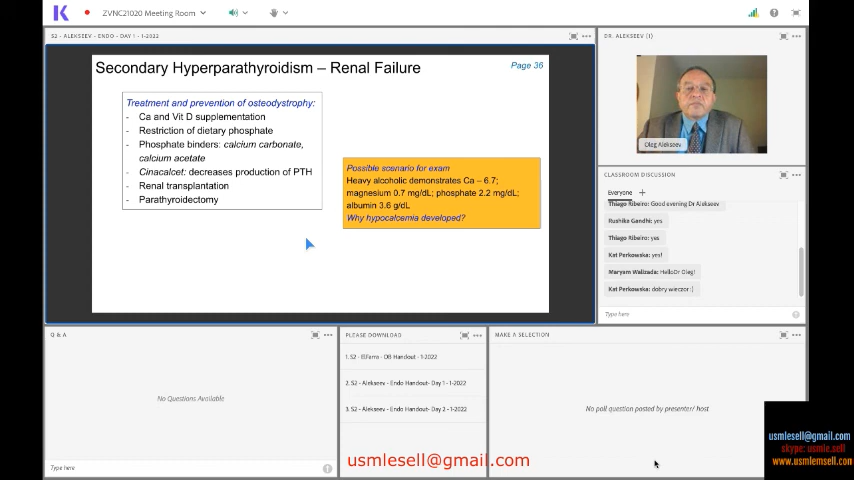 ZVNC21020 Meeting Room
S2 - ALEKSEEV - ENDO - DAY 1 - 1-2022
Secondary Hyperparathyroidism – Renal Failure
Page 36
Treatment and prevention of osteodystrophy:
- Ca and Vit D supplementation
- Restriction of dietary phosphate
- Phosphate binders: calcium carbonate,
calcium acetate
- Cinacalcet: decreases production of PTH
- Renal transplantation
- Parathyroidectomy
Possible scenario for exam
Heavy alcoholic demonstrates Ca – 6.7;
magnesium 0.7 mg/dL; phosphate 2.2 mg/dL;
albumin 3.6 g/dL
Why hypocalcemia developed?
DR. ALEKSEEV (1)
Oleg Alekseev
CLASSROOM DISCUSSION
Everyone
Thiago Ribeiro: Good evening Dr Alekseev
Rushike Gandhi: yes
Thiago Ribeiro: yes
Kat Perkowska: yes!
Maryam Walizada: HelloDr Oleg!
Kat Perkowska: dobry wieczor :)
Type here
Q & A
No Questions Available
Type here
PLEASE DOWNLOAD
1. S2 - ElFarra - DB Handout - 1-2022
2. S2 - Alekseev - Endo Handout- Day 1 - 1-2022
3. S2 - Alekseev - Endo Handout - Day 2 - 1-2022
MAKE A SELECTION
No poll question posted by presenter/ host
usmlesell@gmail.com
usmlesell@gmail.com
skype: usmle.sell
www.usmlemsell.com